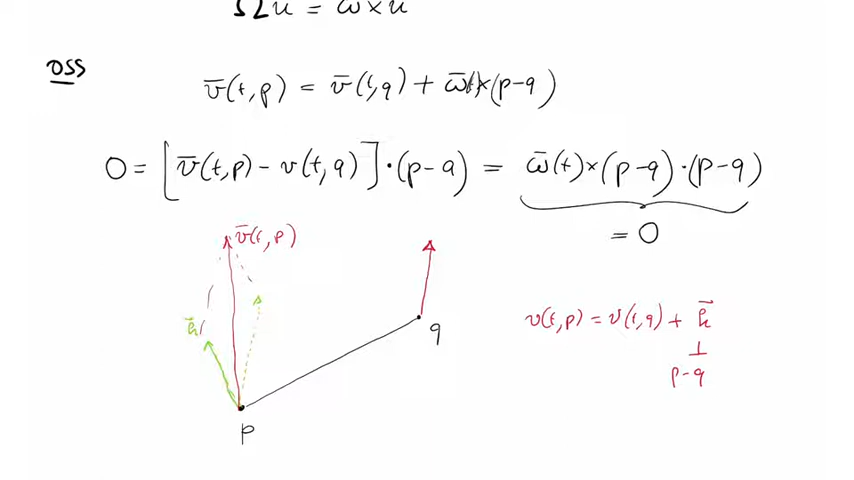 Ωu = ω×u
OSS
v̄(t,p) = v̄(t,q) + ω̄(t)×(p-q)
0 = [v̄(t,p) - v(t,q)]·(p-q) = ω̄(t)×(p-q)·(p-q)
= 0
v̄(t,p)
h⃗
q
p
v(t,p) = v(t,q) + h⃗
⊥
p-q